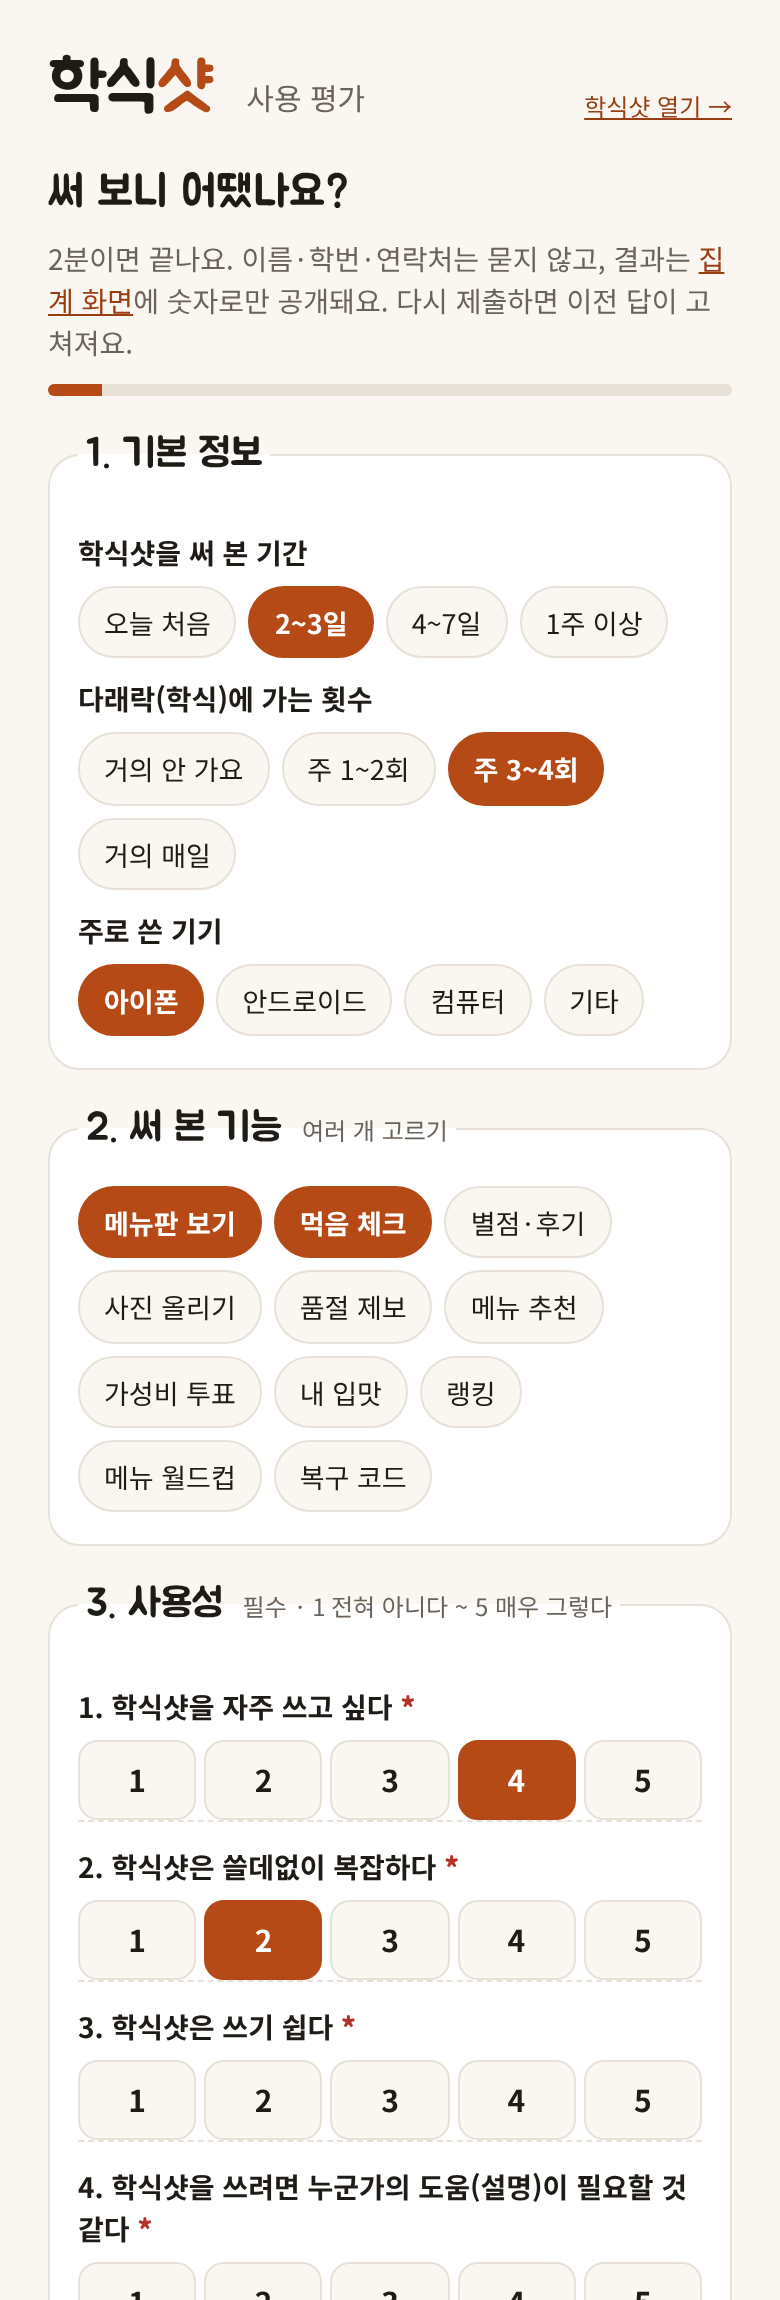 학식샷 사용 평가 학식샷 열기 →
써 보니 어땠나요?
2분이면 끝나요. 이름·학번·연락처는 묻지 않고, 결과는 집
계 화면에 숫자로만 공개돼요. 다시 제출하면 이전 답이 고
쳐져요.
1. 기본 정보
학식샷을 써 본 기간
오늘 처음 2~3일 4~7일 1주 이상
다래락(학식)에 가는 횟수
거의 안 가요 주 1~2회 주 3~4회
거의 매일
주로 쓴 기기
아이폰 안드로이드 컴퓨터 기타
2. 써 본 기능 여러 개 고르기
메뉴판 보기 먹음 체크 별점·후기
사진 올리기 품절 제보 메뉴 추천
가성비 투표 내 입맛 랭킹
메뉴 월드컵 복구 코드
3. 사용성 필수 · 1 전혀 아니다 ~ 5 매우 그렇다
1. 학식샷을 자주 쓰고 싶다 *
1 2 3 4 5
2. 학식샷은 쓸데없이 복잡하다 *
1 2 3 4 5
3. 학식샷은 쓰기 쉽다 *
1 2 3 4 5
4. 학식샷을 쓰려면 누군가의 도움(설명)이 필요할 것
같다 *
1 2 3 4 5